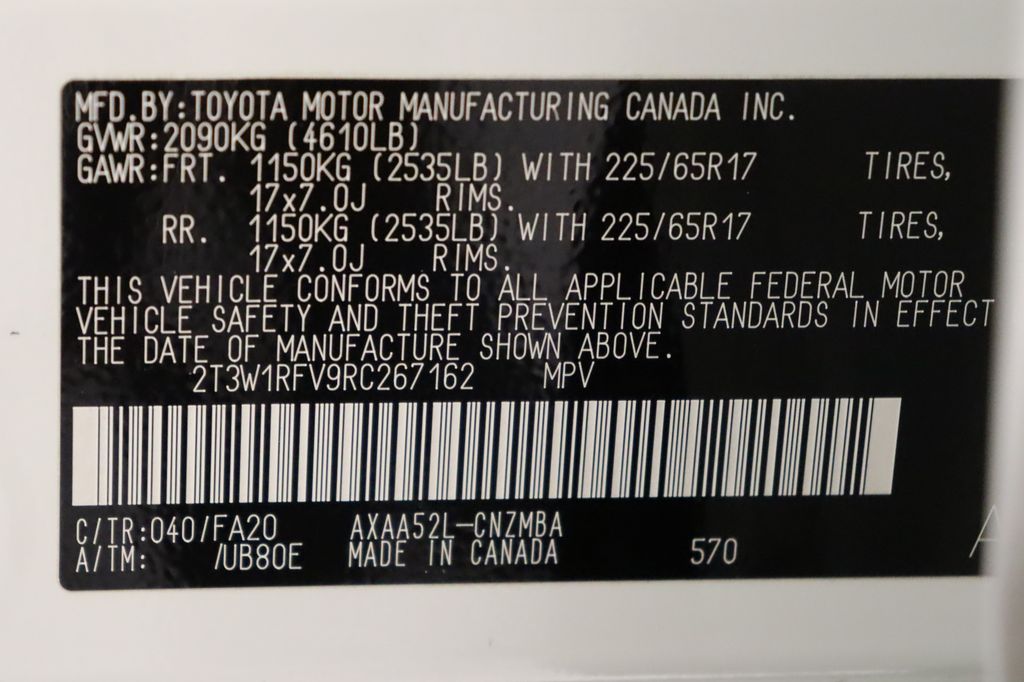 MFD.BY:TOYOTA MOTOR MANUFACTURING CANADA INC.
GVWR:2090KG (4610LB)
GAWR:FRT. 1150KG (2535LB) WITH 225/65R17 TIRES,
17x7.0J RIMS.
RR. 1150KG (2535LB) WITH 225/65R17 TIRES,
17x7.0J RIMS.
THIS VEHICLE CONFORMS TO ALL APPLICABLE FEDERAL MOTOR
VEHICLE SAFETY AND THEFT PREVENTION STANDARDS IN EFFECT
THE DATE OF MANUFACTURE SHOWN ABOVE.
2T3W1RFV9RC267162 MPV
C/TR:040/FA20 AXAA52L-CNZMBA
A/TM: /UB80E MADE IN CANADA 570